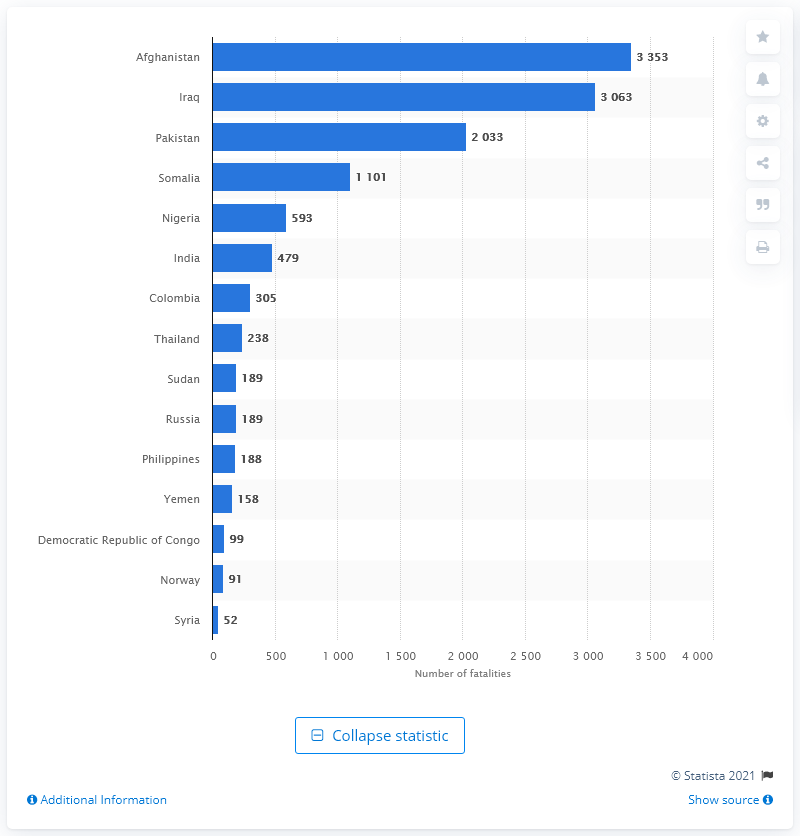 Afghanistan 3 353
Iraq 3 063
Pakistan 2 033
Somalia 1 101
Nigeria 593
India 479
Colombia 305
Thailand 238
Sudan 189
Russia 189
Philippines 188
Yemen 158
Democratic Republic of Congo 99
Norway 91
Syria 52
0 500 1 000 1 500 2 000 2 500 3 000 3 500 4 000
Number of fatalities
Collapse statistic
© Statista 2021
Additional Information Show source